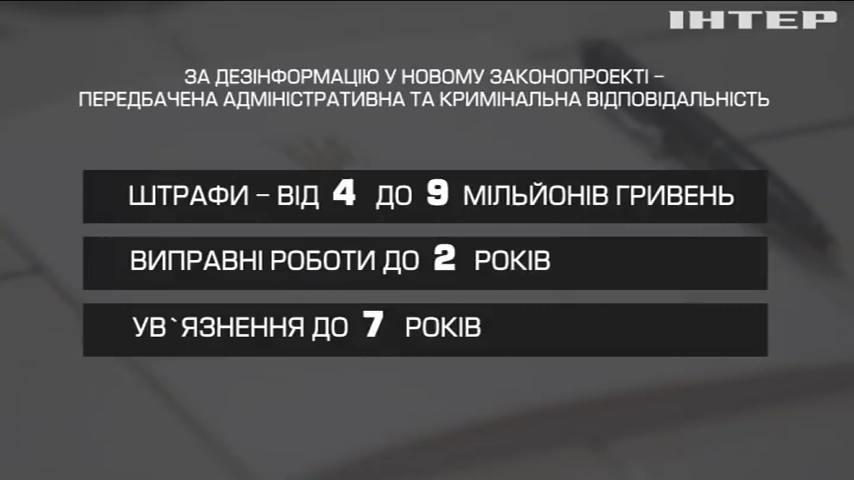 ІНТЕР
ЗА ДЕЗІНФОРМАЦІЮ У НОВОМУ ЗАКОНОПРОЕКТІ –
ПЕРЕДБАЧЕНА АДМІНІСТРАТИВНА ТА КРИМІНАЛЬНА ВІДПОВІДАЛЬНІСТЬ
ШТРАФИ – ВІД 4 ДО 9 МІЛЬЙОНІВ ГРИВЕНЬ
ВИПРАВНІ РОБОТИ ДО 2 РОКІВ
УВ`ЯЗНЕННЯ ДО 7 РОКІВ